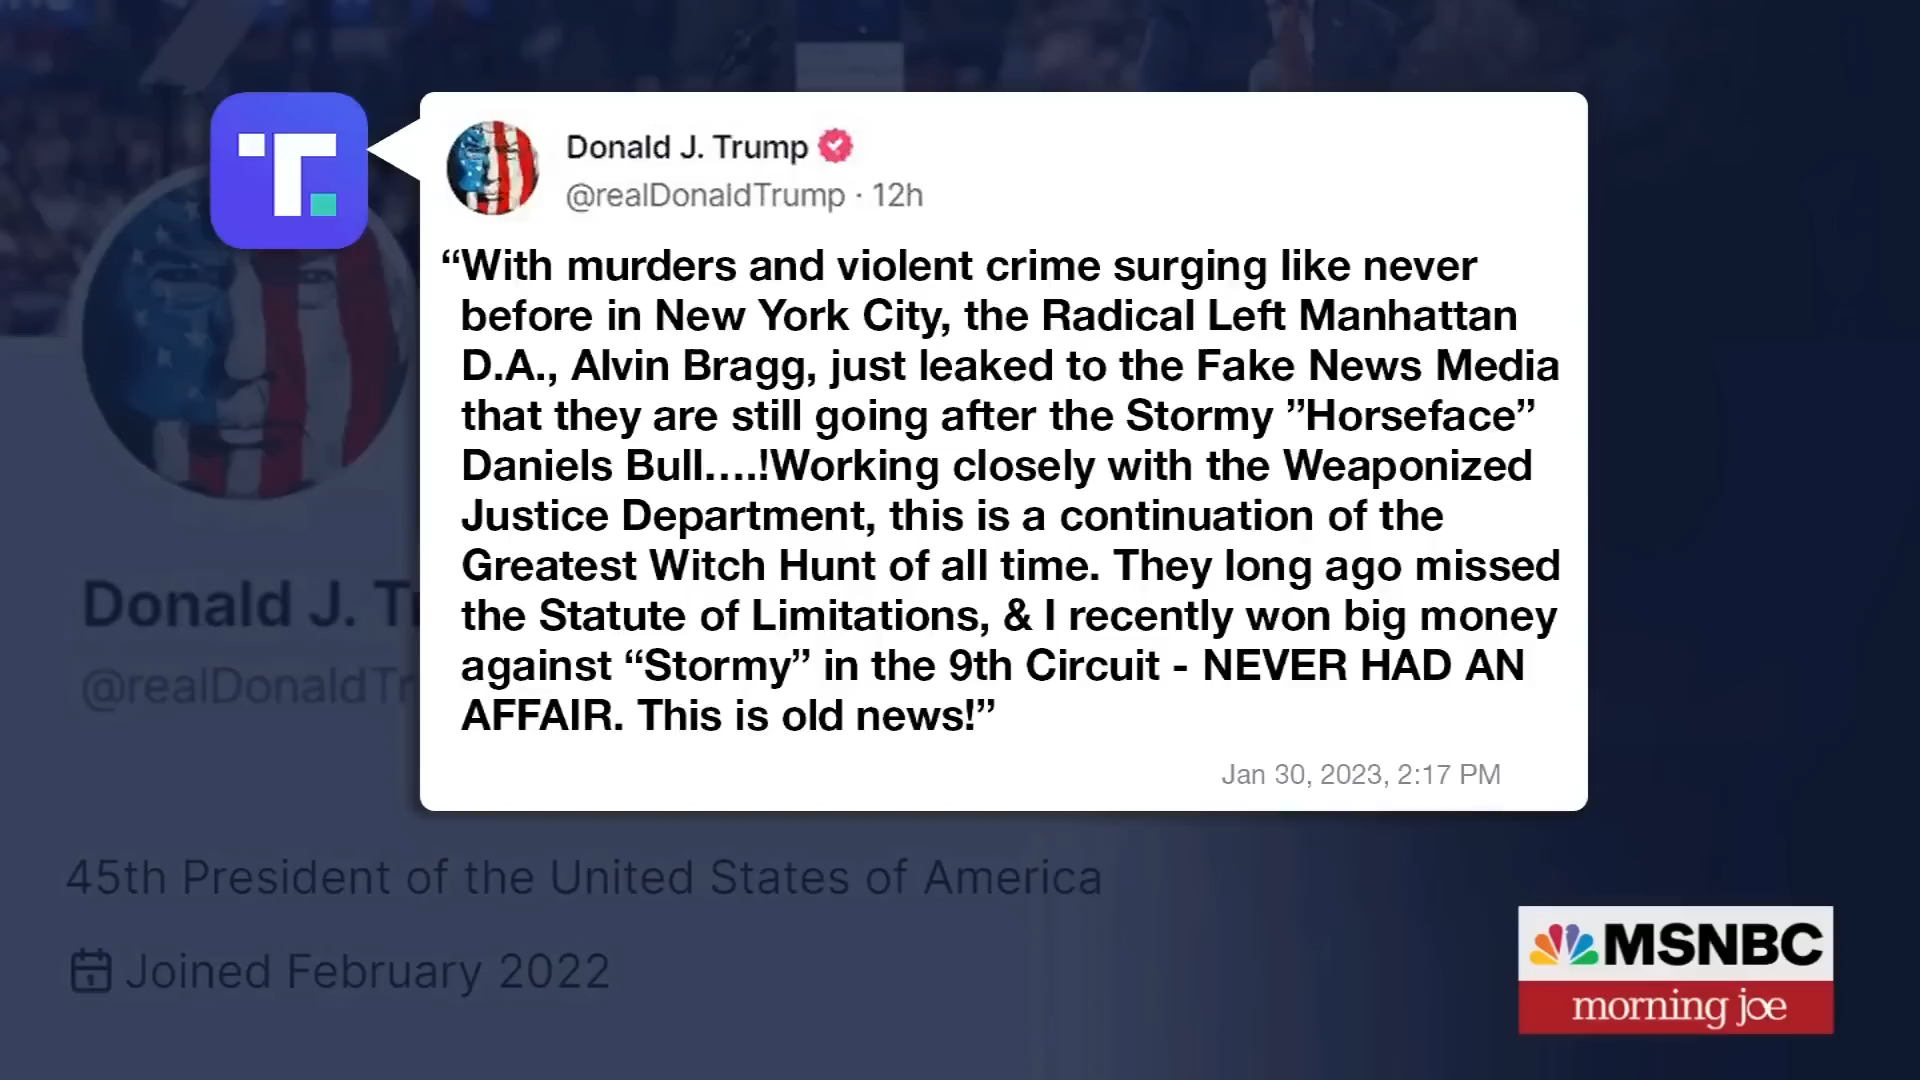 Donald J. Trump
@realDonaldTrump · 12h
“With murders and violent crime surging like never
before in New York City, the Radical Left Manhattan
D.A., Alvin Bragg, just leaked to the Fake News Media
that they are still going after the Stormy ”Horseface”
Daniels Bull....!Working closely with the Weaponized
Justice Department, this is a continuation of the
Greatest Witch Hunt of all time. They long ago missed
the Statute of Limitations, & I recently won big money
against “Stormy” in the 9th Circuit - NEVER HAD AN
AFFAIR. This is old news!”
Jan 30, 2023, 2:17 PM
Donald J. Tr
@realDonaldTr
45th President of the United States of America
Joined February 2022
MSNBC
morning joe